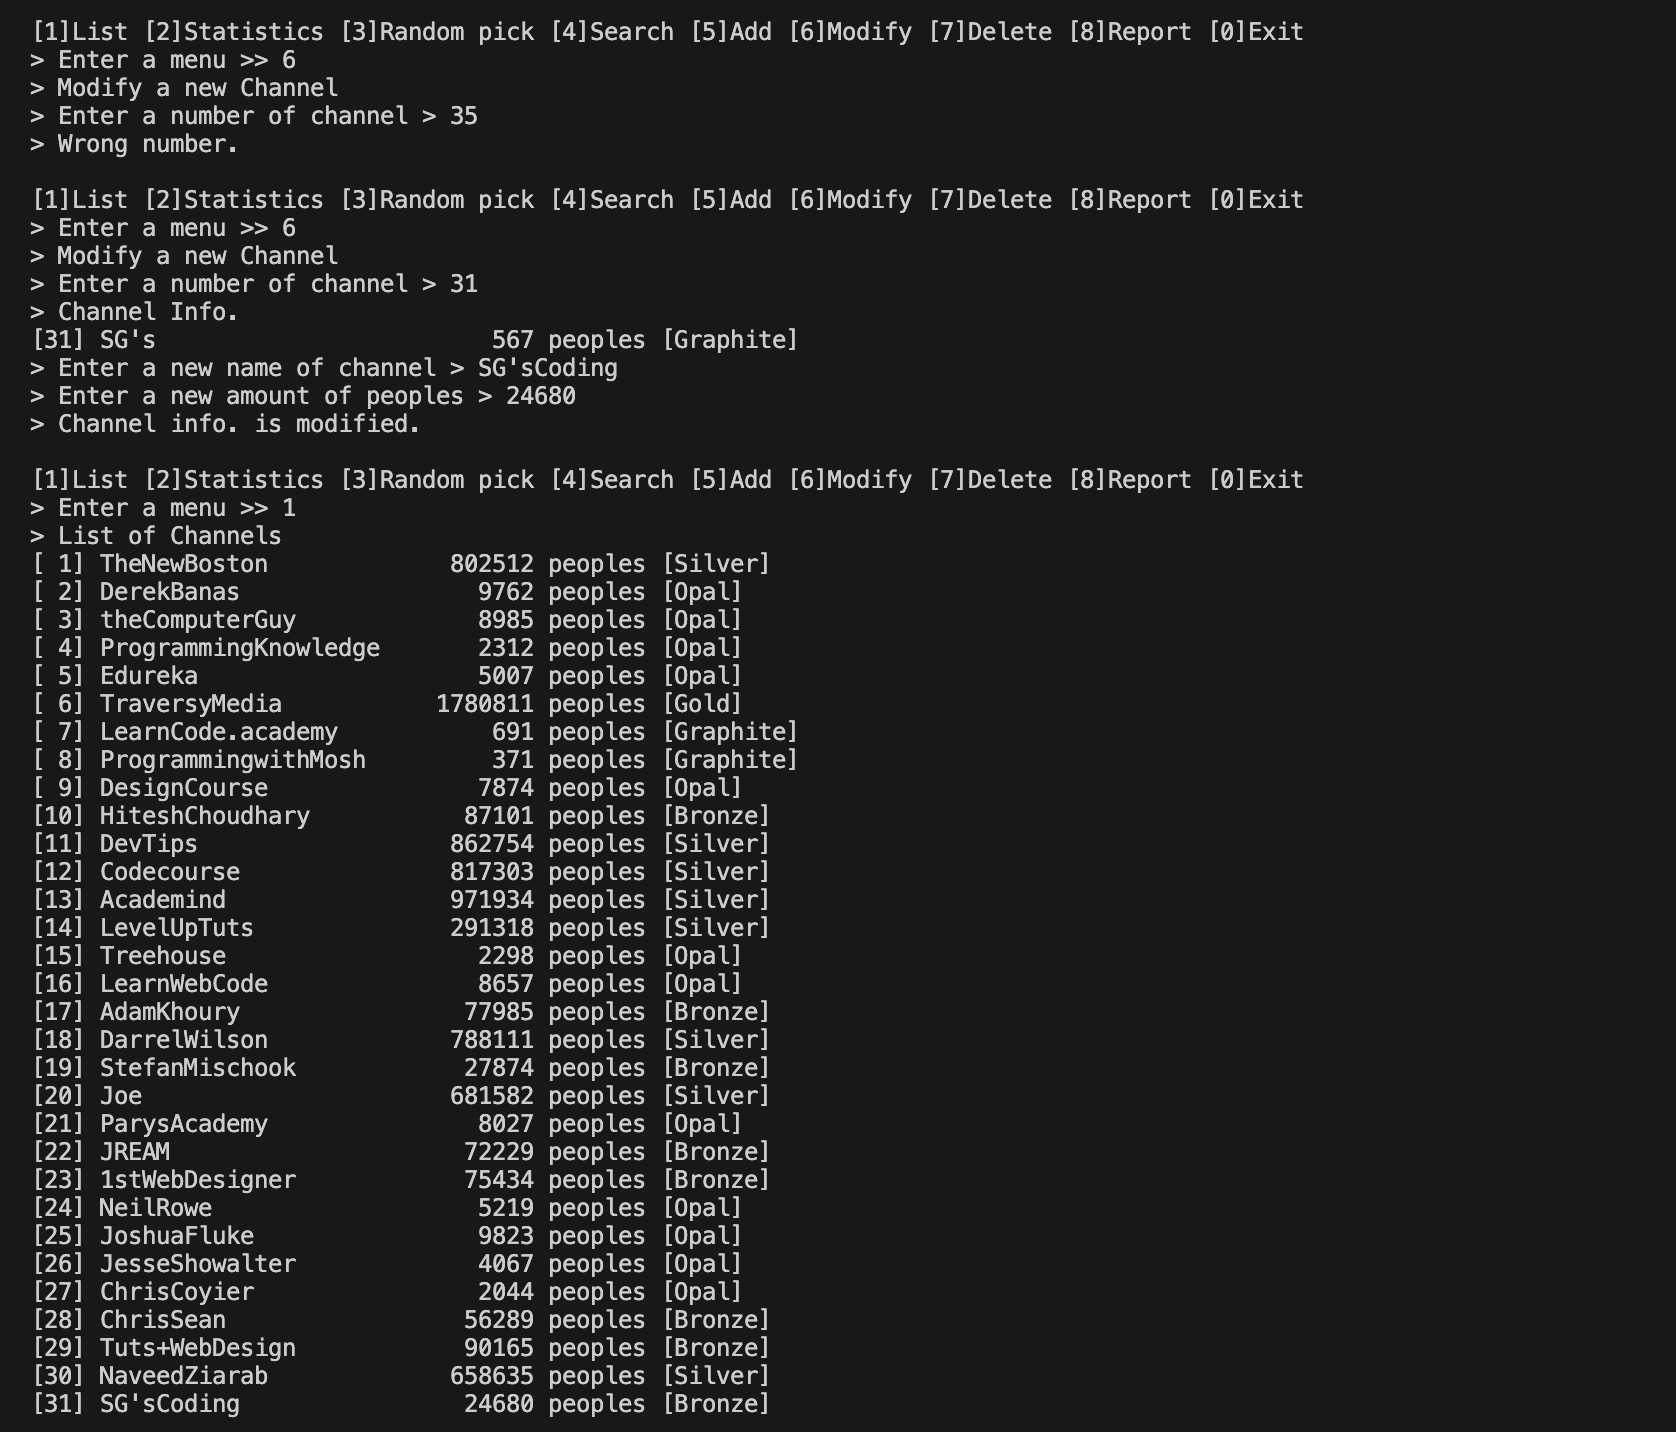 [1]List [2]Statistics [3]Random pick [4]Search [5]Add [6]Modify [7]Delete [8]Report [0]Exit
> Enter a menu >> 6
> Modify a new Channel
> Enter a number of channel > 35
> Wrong number.

[1]List [2]Statistics [3]Random pick [4]Search [5]Add [6]Modify [7]Delete [8]Report [0]Exit
> Enter a menu >> 6
> Modify a new Channel
> Enter a number of channel > 31
> Channel Info.
[31] SG's                        567 peoples [Graphite]
> Enter a new name of channel > SG'sCoding
> Enter a new amount of peoples > 24680
> Channel info. is modified.

[1]List [2]Statistics [3]Random pick [4]Search [5]Add [6]Modify [7]Delete [8]Report [0]Exit
> Enter a menu >> 1
> List of Channels
[ 1] TheNewBoston             802512 peoples [Silver]
[ 2] DerekBanas                 9762 peoples [Opal]
[ 3] theComputerGuy             8985 peoples [Opal]
[ 4] ProgrammingKnowledge       2312 peoples [Opal]
[ 5] Edureka                    5007 peoples [Opal]
[ 6] TraversyMedia           1780811 peoples [Gold]
[ 7] LearnCode.academy           691 peoples [Graphite]
[ 8] ProgrammingwithMosh         371 peoples [Graphite]
[ 9] DesignCourse               7874 peoples [Opal]
[10] HiteshChoudhary           87101 peoples [Bronze]
[11] DevTips                  862754 peoples [Silver]
[12] Codecourse               817303 peoples [Silver]
[13] Academind                971934 peoples [Silver]
[14] LevelUpTuts              291318 peoples [Silver]
[15] Treehouse                  2298 peoples [Opal]
[16] LearnWebCode               8657 peoples [Opal]
[17] AdamKhoury                77985 peoples [Bronze]
[18] DarrelWilson             788111 peoples [Silver]
[19] StefanMischook            27874 peoples [Bronze]
[20] Joe                      681582 peoples [Silver]
[21] ParysAcademy               8027 peoples [Opal]
[22] JREAM                     72229 peoples [Bronze]
[23] 1stWebDesigner            75434 peoples [Bronze]
[24] NeilRowe                   5219 peoples [Opal]
[25] JoshuaFluke                9823 peoples [Opal]
[26] JesseShowalter             4067 peoples [Opal]
[27] ChrisCoyier                2044 peoples [Opal]
[28] ChrisSean                 56289 peoples [Bronze]
[29] Tuts+WebDesign            90165 peoples [Bronze]
[30] NaveedZiarab             658635 peoples [Silver]
[31] SG'sCoding                24680 peoples [Bronze]